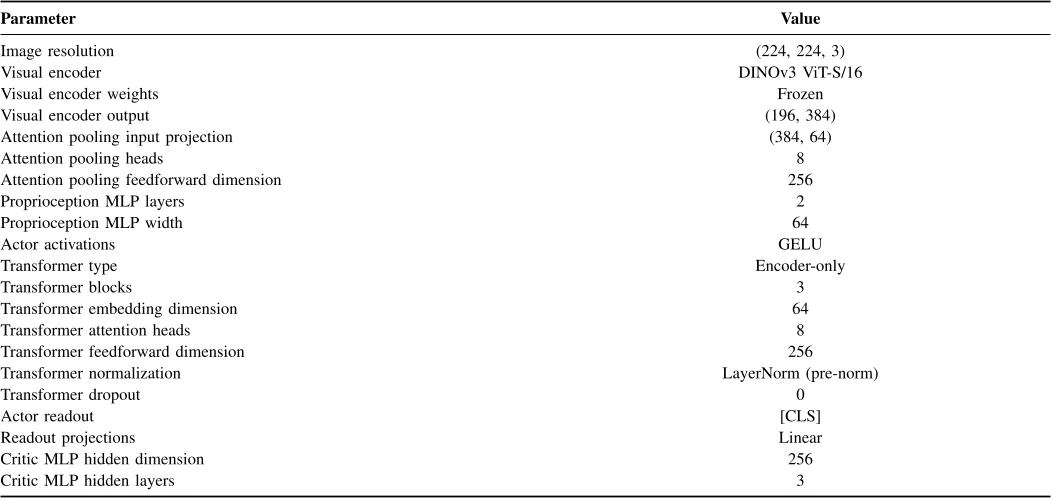 Parameter Value
Image resolution (224, 224, 3)
Visual encoder DINOv3 ViT-S/16
Visual encoder weights Frozen
Visual encoder output (196, 384)
Attention pooling input projection (384, 64)
Attention pooling heads 8
Attention pooling feedforward dimension 256
Proprioception MLP layers 2
Proprioception MLP width 64
Actor activations GELU
Transformer type Encoder-only
Transformer blocks 3
Transformer embedding dimension 64
Transformer attention heads 8
Transformer feedforward dimension 256
Transformer normalization LayerNorm (pre-norm)
Transformer dropout 0
Actor readout [CLS]
Readout projections Linear
Critic MLP hidden dimension 256
Critic MLP hidden layers 3